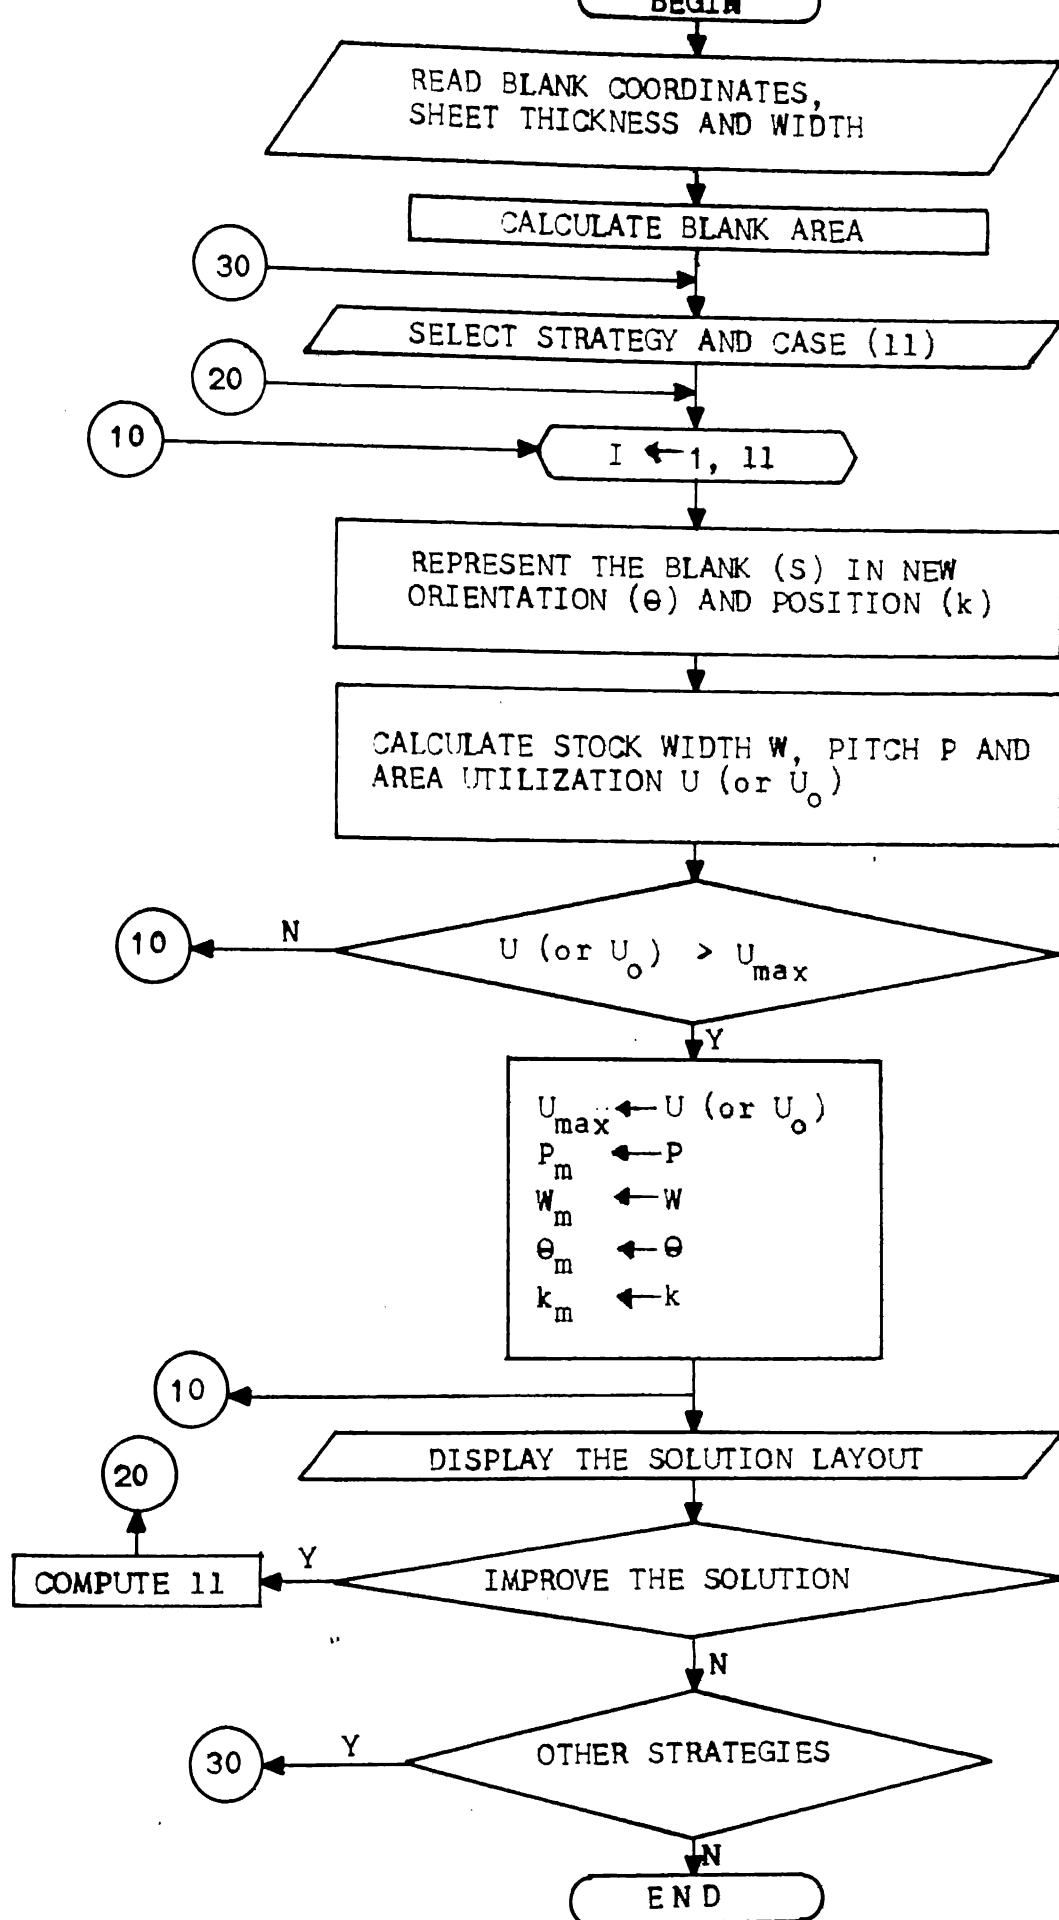 BEGIN
READ BLANK COORDINATES,
SHEET THICKNESS AND WIDTH
CALCULATE BLANK AREA
30
SELECT STRATEGY AND CASE (11)
20
10
I ← 1, 11
REPRESENT THE BLANK (S) IN NEW
ORIENTATION (θ) AND POSITION (k)
CALCULATE STOCK WIDTH W, PITCH P AND
AREA UTILIZATION U (or Uo)
N
10
U (or Uo) > Umax
Y
Umax ← U (or Uo)
Pm ← P
Wm ← W
θm ← θ
km ← k
10
DISPLAY THE SOLUTION LAYOUT
20
Y
COMPUTE 11
IMPROVE THE SOLUTION
N
Y
30
OTHER STRATEGIES
N
END